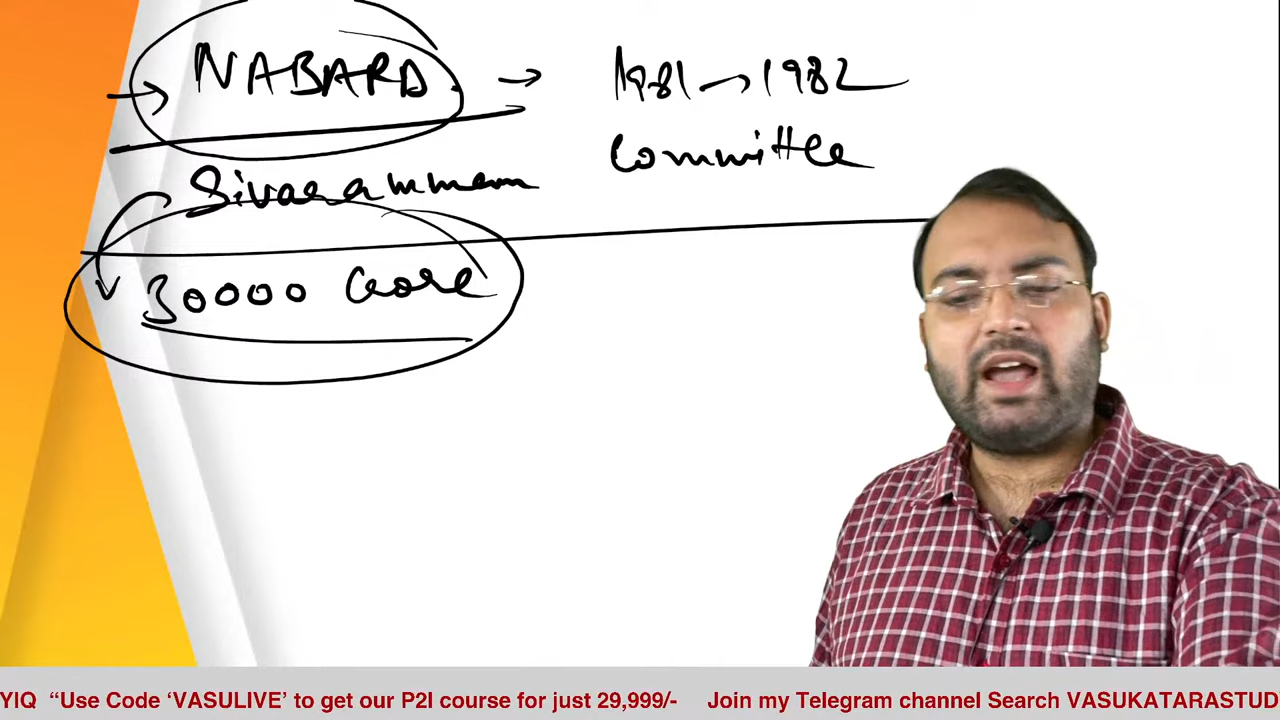 NABARD → 1981 → 1982
Sivarammam Committee
30000 Crore
YIQ “Use Code ‘VASULIVE’ to get our P2I course for just 29,999/- Join my Telegram channel Search VASUKATARASTUD